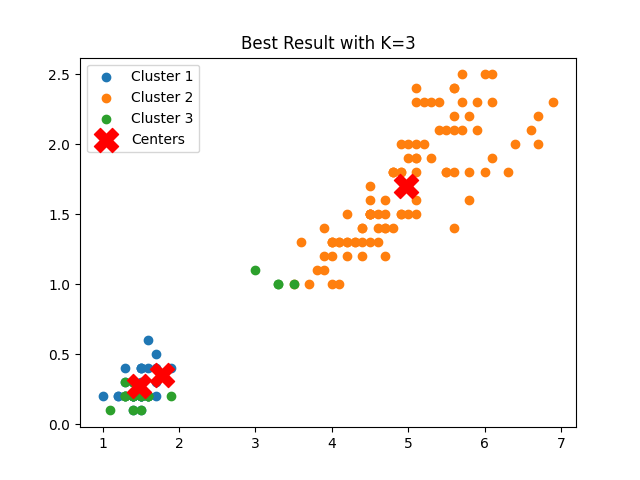 Best Result with K=3
Cluster 1
Cluster 2
Cluster 3
Centers
2.5
2.0
1.5
1.0
0.5
0.0
1 2 3 4 5 6 7